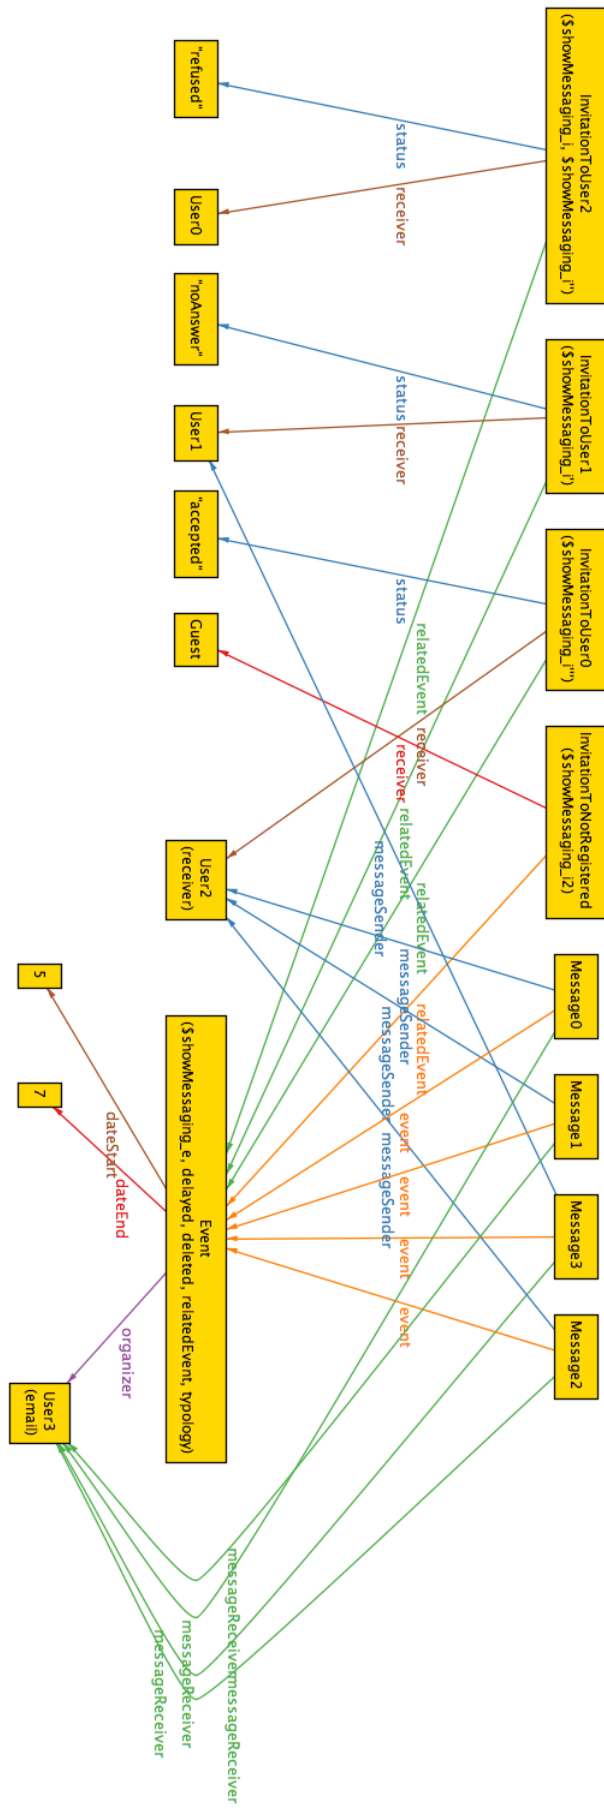 InvitationToUser2
($showMessaging_i, $showMessaging_i'')
InvitationToUser1
($showMessaging_i')
InvitationToUser0
($showMessaging_i''')
InvitationToNotRegistered
($showMessaging_i2)
Message0
Message1
Message3
Message2
status
receiver
status
receiver
status
relatedEvent
receiver
receiver
relatedEvent
messageSender
relatedEvent
messageSender
relatedEvent
messageSender
event
messageSender
event
event
event
"refused"
User0
"noAnswer"
User1
"accepted"
Guest
User2
(receiver)
Event
($showMessaging_e, delayed, deleted, relatedEvent, typology)
messageReceiver
messageReceiver
messageReceiver
messageReceiver
dateStart
dateEnd
organizer
5
7
User3
(email)